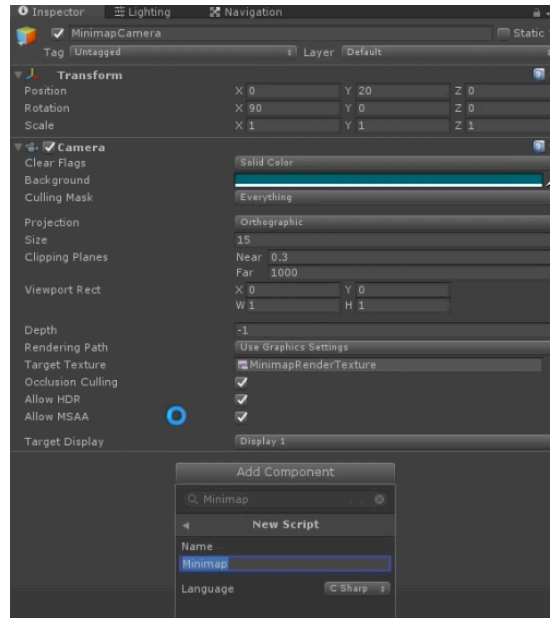 Inspector Lighting Navigation
MinimapCamera Static
Tag Untagged Layer Default
Transform
Position X 0 Y 20 Z 0
Rotation X 90 Y 0 Z 0
Scale X 1 Y 1 Z 1
Camera
Clear Flags Solid Color
Background
Culling Mask Everything
Projection Orthographic
Size 15
Clipping Planes Near 0.3
Far 1000
Viewport Rect X 0 Y 0
W 1 H 1
Depth -1
Rendering Path Use Graphics Settings
Target Texture MinimapRenderTexture
Occlusion Culling
Allow HDR
Allow MSAA
Target Display Display 1
Add Component
Minimap
New Script
Name
Minimap
Language C Sharp